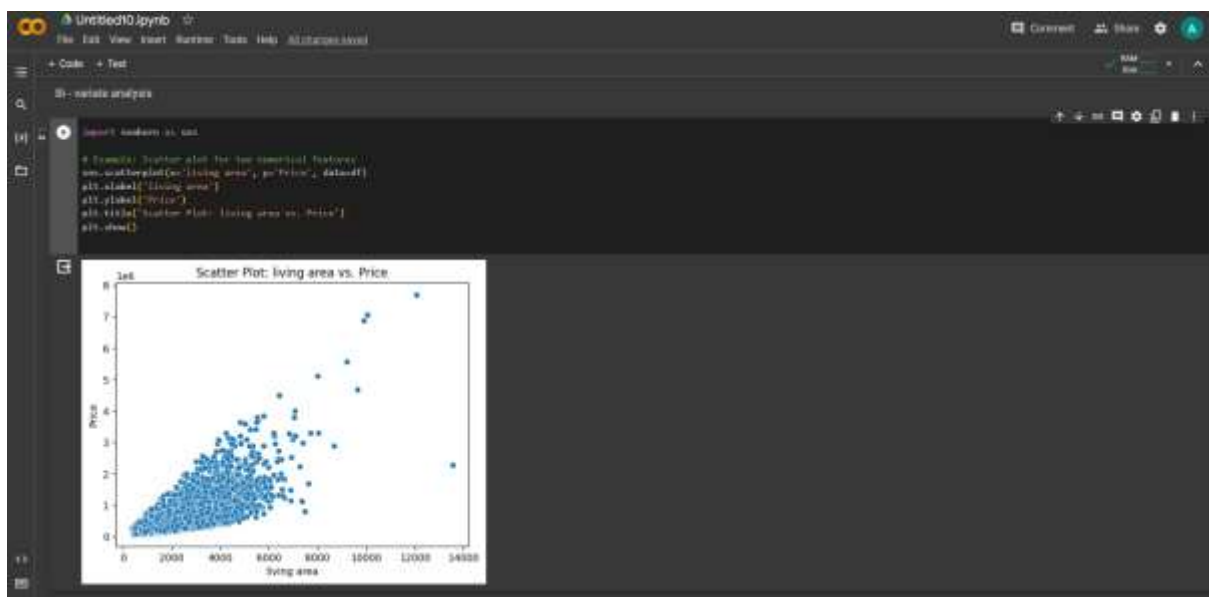 Untitled10.ipynb
File Edit View Insert Runtime Tools Help All changes saved
Comment Share A
+ Code + Text
RAM
Disk
Bi - variate analysis
import seaborn as sns
# Example: Scatter plot for two numerical features
sns.scatterplot(x='living area', y='Price', data=df)
plt.xlabel('living area')
plt.ylabel('Price')
plt.title('Scatter Plot: living area vs. Price')
plt.show()
Scatter Plot: living area vs. Price
1e6
8
7
6
5
4
3
2
1
0
Price
0 2000 4000 6000 8000 10000 12000 14000
living area